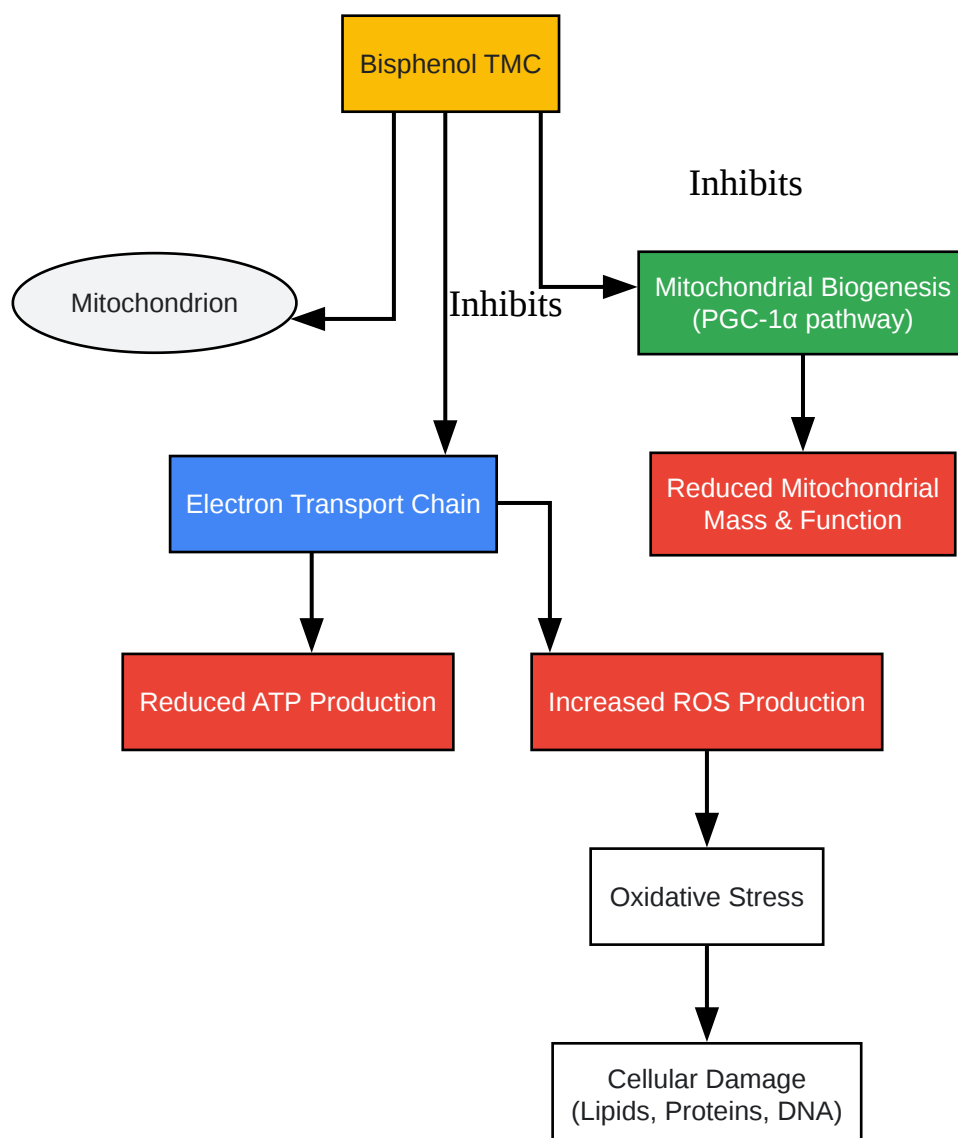 Bisphenol TMC
Inhibits
Mitochondrion
Inhibits
Mitochondrial Biogenesis
(PGC-1α pathway)
Electron Transport Chain
Reduced Mitochondrial
Mass & Function
Reduced ATP Production
Increased ROS Production
Oxidative Stress
Cellular Damage
(Lipids, Proteins, DNA)